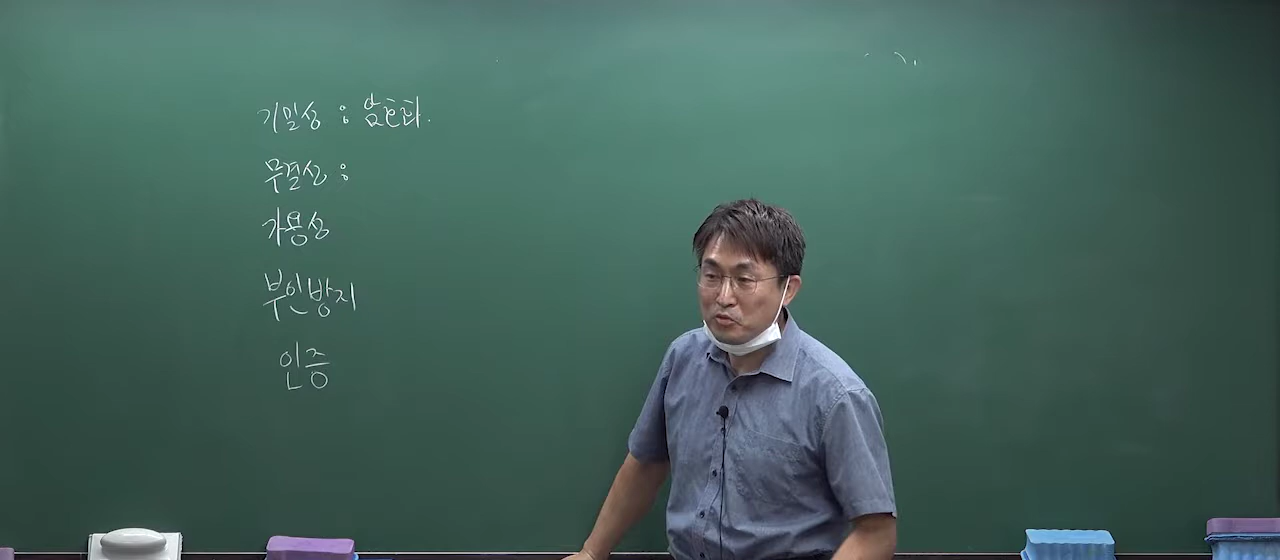 기밀성 : 암호화.
무결성 :
가용성
부인방지
인증